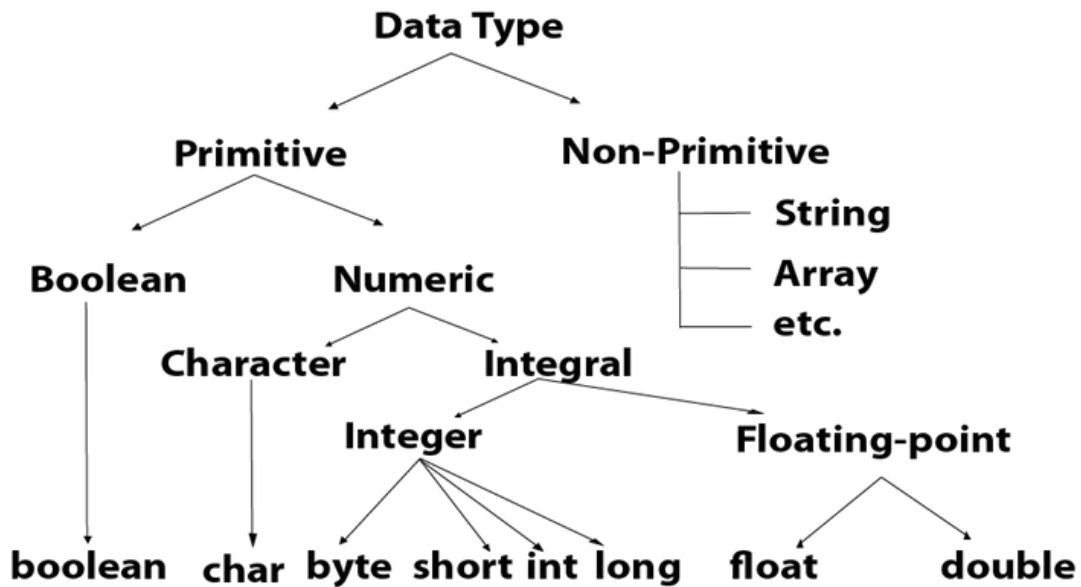 Data Type
Primitive
Non-Primitive
String
Array
etc.
Boolean
Numeric
Character
Integral
Integer
Floating-point
boolean
char
byte
short
int
long
float
double